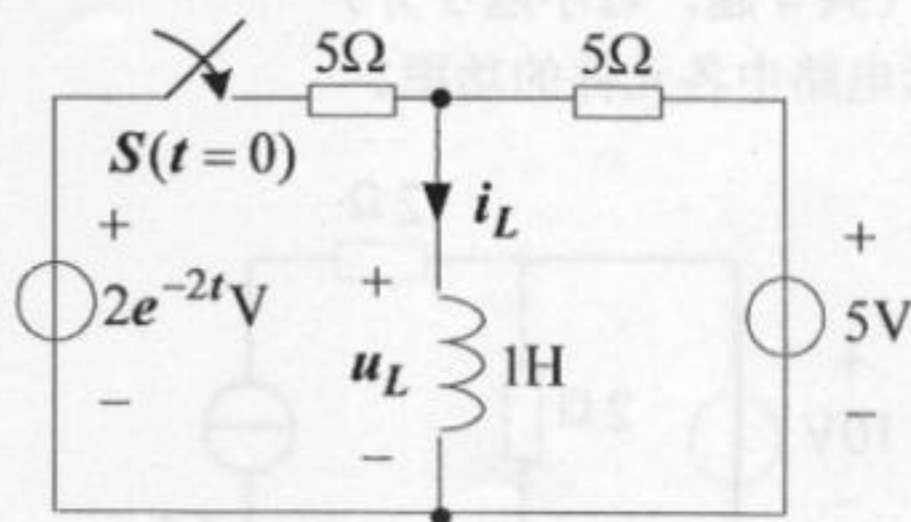 5Ω 5Ω
S(t = 0)
i_L
+ + +
2e^{-2t}V u_L 1H 5V
− − −